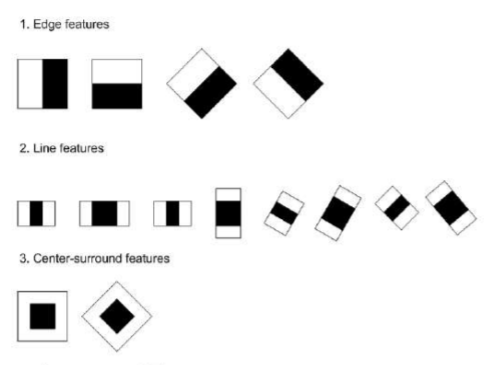 1. Edge features
2. Line features
3. Center-surround features